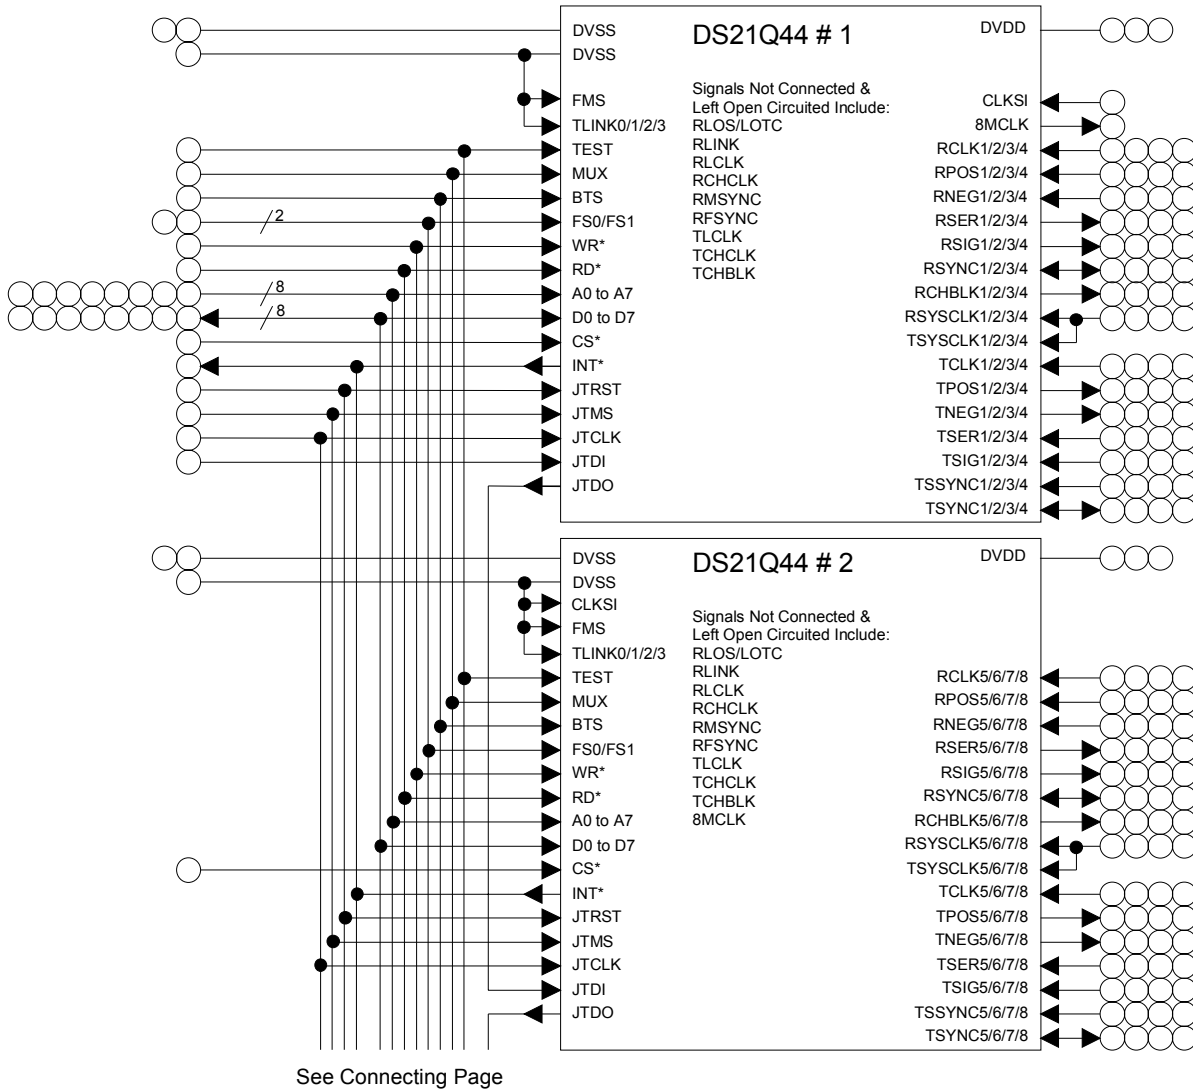 DVSS
DVSS
FMS
TLINK0/1/2/3
TEST
MUX
BTS
2
FS0/FS1
WR*
RD*
8
A0 to A7
8
D0 to D7
CS*
INT*
JTRST
JTMS
JTCLK
JTDI
JTDO
DS21Q44 # 1
Signals Not Connected &
Left Open Circuited Include:
RLOS/LOTC
RLINK
RLCLK
RCHCLK
RMSYNC
RFSYNC
TLCLK
TCHCLK
TCHBLK
DVDD
CLKSI
8MCLK
RCLK1/2/3/4
RPOS1/2/3/4
RNEG1/2/3/4
RSER1/2/3/4
RSIG1/2/3/4
RSYNC1/2/3/4
RCHBLK1/2/3/4
RSYSCLK1/2/3/4
TSYSCLK1/2/3/4
TCLK1/2/3/4
TPOS1/2/3/4
TNEG1/2/3/4
TSER1/2/3/4
TSIG1/2/3/4
TSSYNC1/2/3/4
TSYNC1/2/3/4
DVSS
DVSS
CLKSI
FMS
TLINK0/1/2/3
TEST
MUX
BTS
FS0/FS1
WR*
RD*
A0 to A7
D0 to D7
CS*
INT*
JTRST
JTMS
JTCLK
JTDI
JTDO
DS21Q44 # 2
Signals Not Connected &
Left Open Circuited Include:
RLOS/LOTC
RLINK
RLCLK
RCHCLK
RMSYNC
RFSYNC
TLCLK
TCHCLK
TCHBLK
8MCLK
DVDD
RCLK5/6/7/8
RPOS5/6/7/8
RNEG5/6/7/8
RSER5/6/7/8
RSIG5/6/7/8
RSYNC5/6/7/8
RCHBLK5/6/7/8
RSYSCLK5/6/7/8
TSYSCLK5/6/7/8
TCLK5/6/7/8
TPOS5/6/7/8
TNEG5/6/7/8
TSER5/6/7/8
TSIG5/6/7/8
TSSYNC5/6/7/8
TSYNC5/6/7/8
See Connecting Page